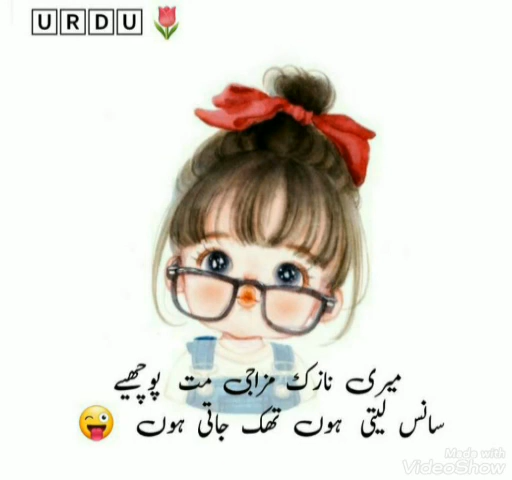 URDU🌷
میری نازک مزاجی مت پوچھیے
سانس لیتی ہوں تھک جاتی ہوں 😜
Made with
VideoShow